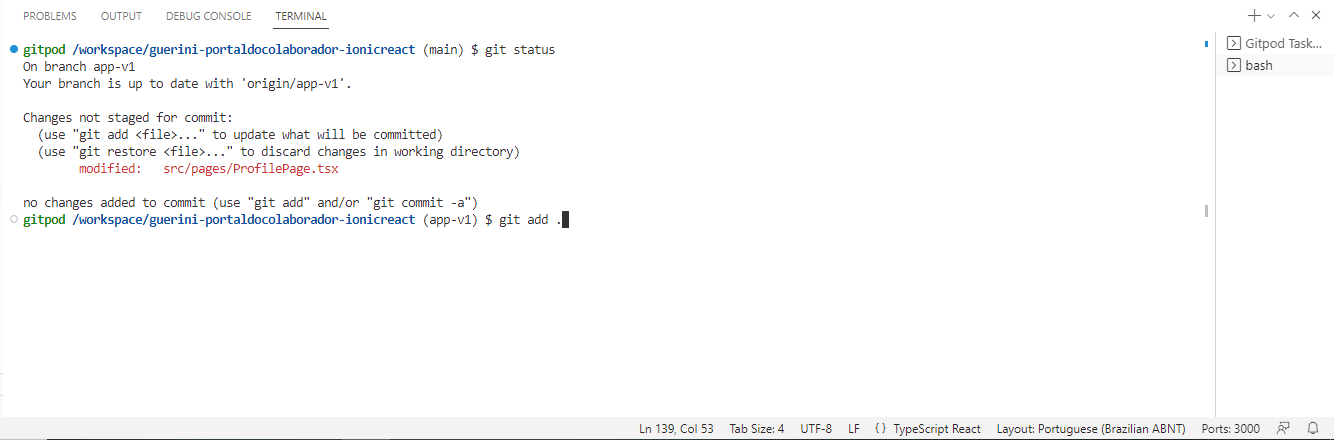 PROBLEMS OUTPUT DEBUG CONSOLE TERMINAL
gitpod /workspace/guerini-portaldocolaborador-ionicreact (main) $ git status
On branch app-v1
Your branch is up to date with 'origin/app-v1'.
Changes not staged for commit:
(use "git add <file>..." to update what will be committed)
(use "git restore <file>..." to discard changes in working directory)
modified: src/pages/ProfilePage.tsx
no changes added to commit (use "git add" and/or "git commit -a")
gitpod /workspace/guerini-portaldocolaborador-ionicreact (app-v1) $ git add .
Gitpod Task...
bash
Ln 139, Col 53 Tab Size: 4 UTF-8 LF {} TypeScript React Layout: Portuguese (Brazilian ABNT) Ports: 3000